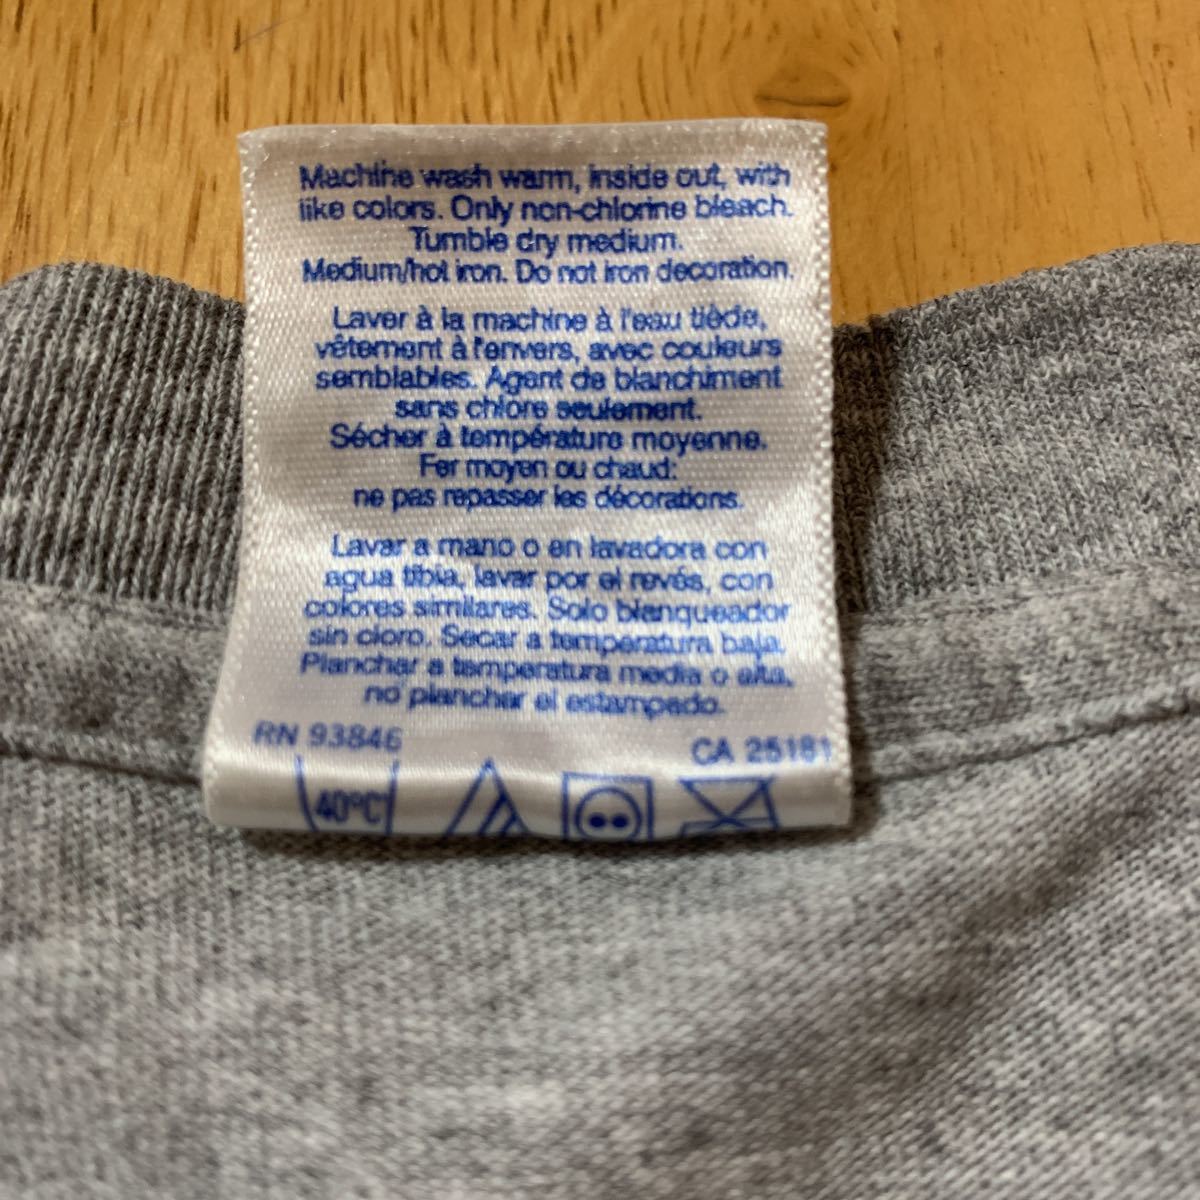 Machine wash warm, inside out, with
like colors. Only non-chlorine bleach.
Tumble dry medium.
Medium/hot iron. Do not iron decoration.
Laver à la machine à l'eau tiède,
vêtement à l'envers, avec couleurs
semblables. Agent de blanchiment
sans chlore seulement.
Sécher à température moyenne.
Fer moyen ou chaud:
ne pas repasser les décorations.
Lavar a mano o en lavadora con
agua tibia, lavar por el revés, con
colores similares. Solo blanqueador
sin cloro. Secar a temperatura baja.
Planchar a temperatura media o alta,
no planchar el estampado.
RN 93846
CA 25181
40°C